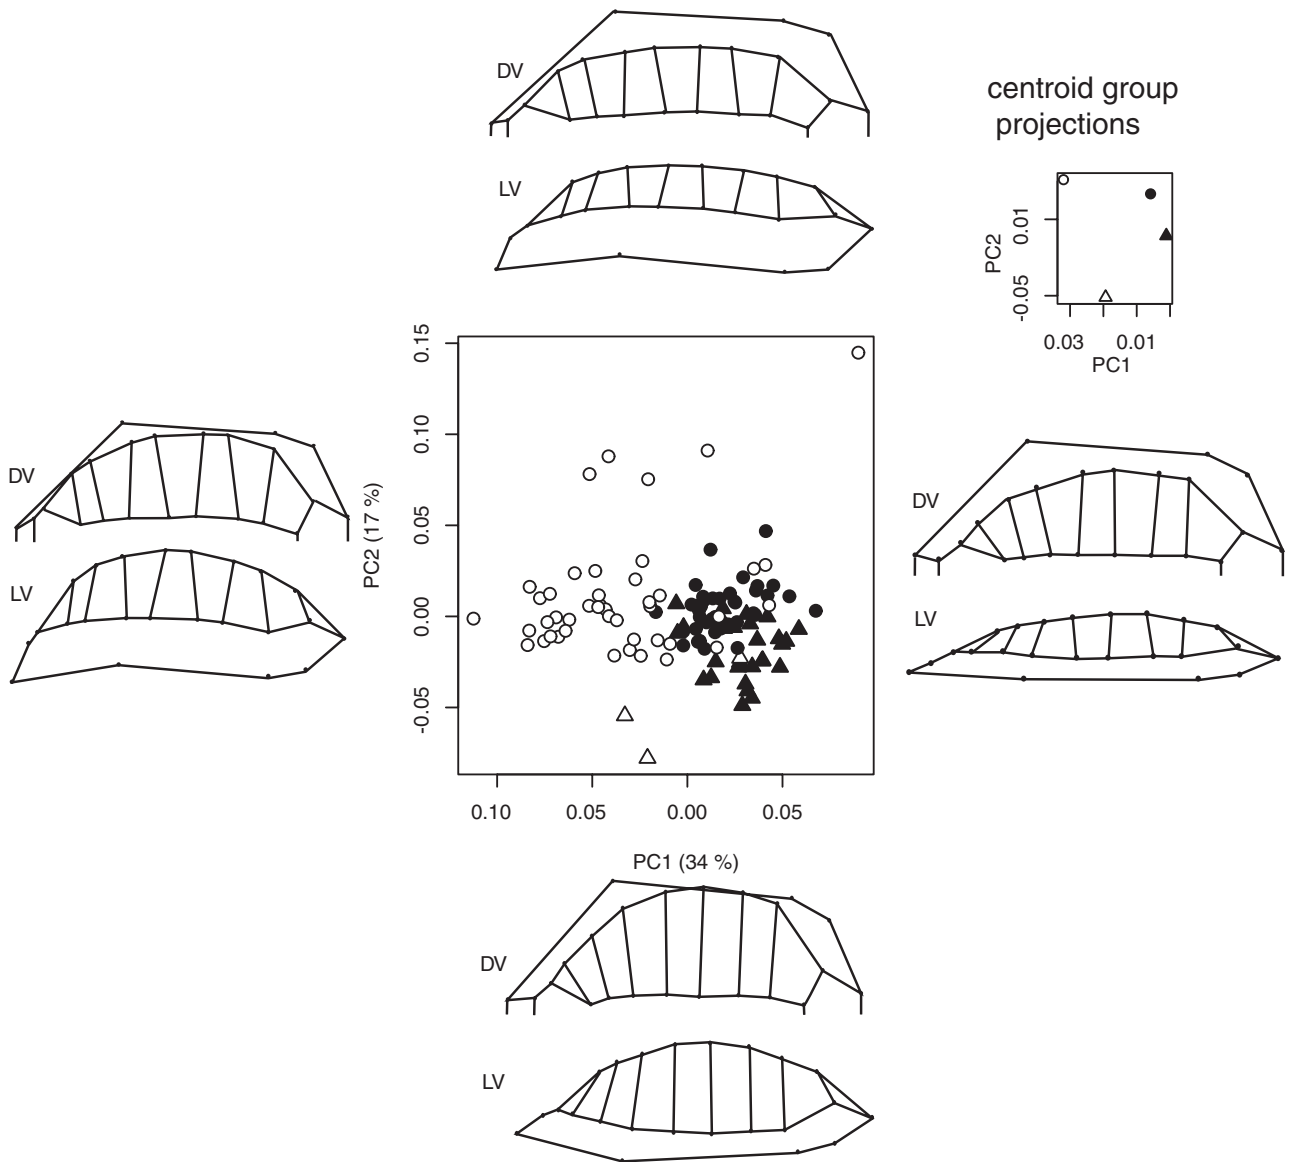 DV
LV
centroid group
projections
PC2
0.01
-0.05
0.03 0.01
PC1
DV
LV
PC2 (17 %)
0.15
0.10
0.05
0.00
-0.05
0.10 0.05 0.00 0.05
PC1 (34 %)
DV
LV
DV
LV